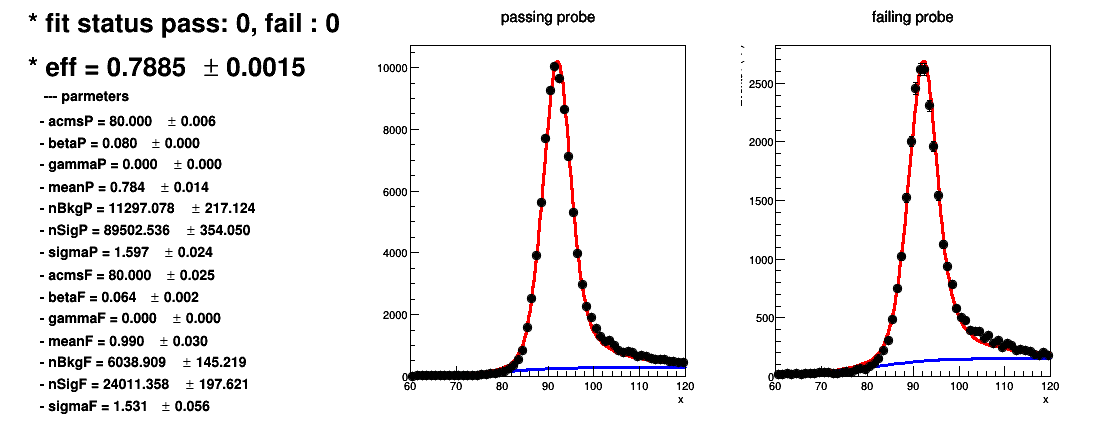 * fit status pass: 0, fail : 0
* eff = 0.7885 ± 0.0015
--- parmeters
- acmsP = 80.000 ± 0.006
- betaP = 0.080 ± 0.000
- gammaP = 0.000 ± 0.000
- meanP = 0.784 ± 0.014
- nBkgP = 11297.078 ± 217.124
- nSigP = 89502.536 ± 354.050
- sigmaP = 1.597 ± 0.024
- acmsF = 80.000 ± 0.025
- betaF = 0.064 ± 0.002
- gammaF = 0.000 ± 0.000
- meanF = 0.990 ± 0.030
- nBkgF = 6038.909 ± 145.219
- nSigF = 24011.358 ± 197.621
- sigmaF = 1.531 ± 0.056
passing probe
10000
8000
6000
4000
2000
0
60 70 80 90 100 110 120
x
failing probe
2500
2000
1500
1000
500
0
60 70 80 90 100 110 120
x